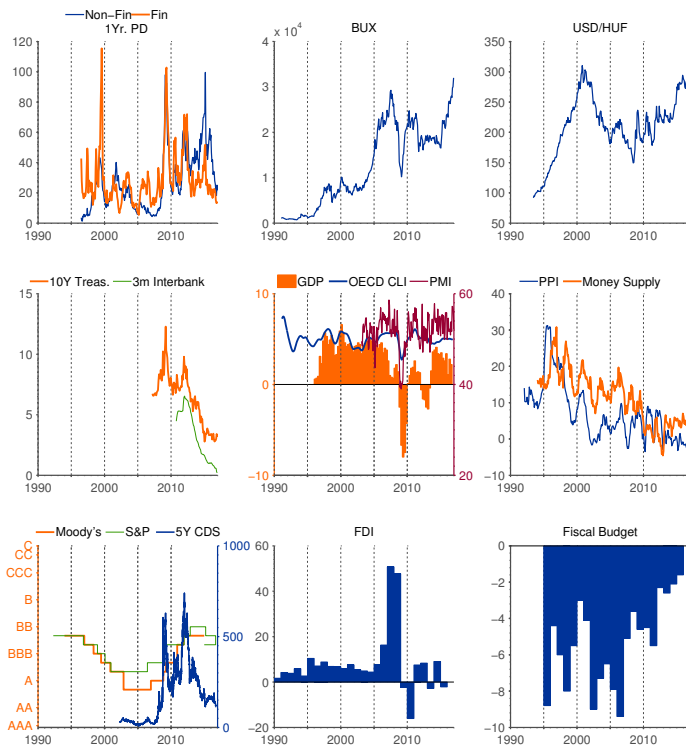 Non-Fin Fin
1Yr. PD
120
100
80
60
40
20
0
1990 2000 2010
BUX
x 10⁴
4
3
2
1
0
1990 2000 2010
USD/HUF
350
300
250
200
150
100
50
1990 2000 2010
10Y Treas. 3m Interbank
15
10
5
0
1990 2000 2010
GDP OECD CLI PMI
10 60
0 40
−10 20
1990 2000 2010
PPI Money Supply
40
30
20
10
0
−10
1990 2000 2010
Moody's S&P 5Y CDS
C 1000
CC
CCC
B
BB 500
BBB
A
AA
AAA 0
1990 2000 2010
FDI
60
40
20
0
−20
1990 2000 2010
Fiscal Budget
0
−2
−4
−6
−8
−10
1990 2000 2010